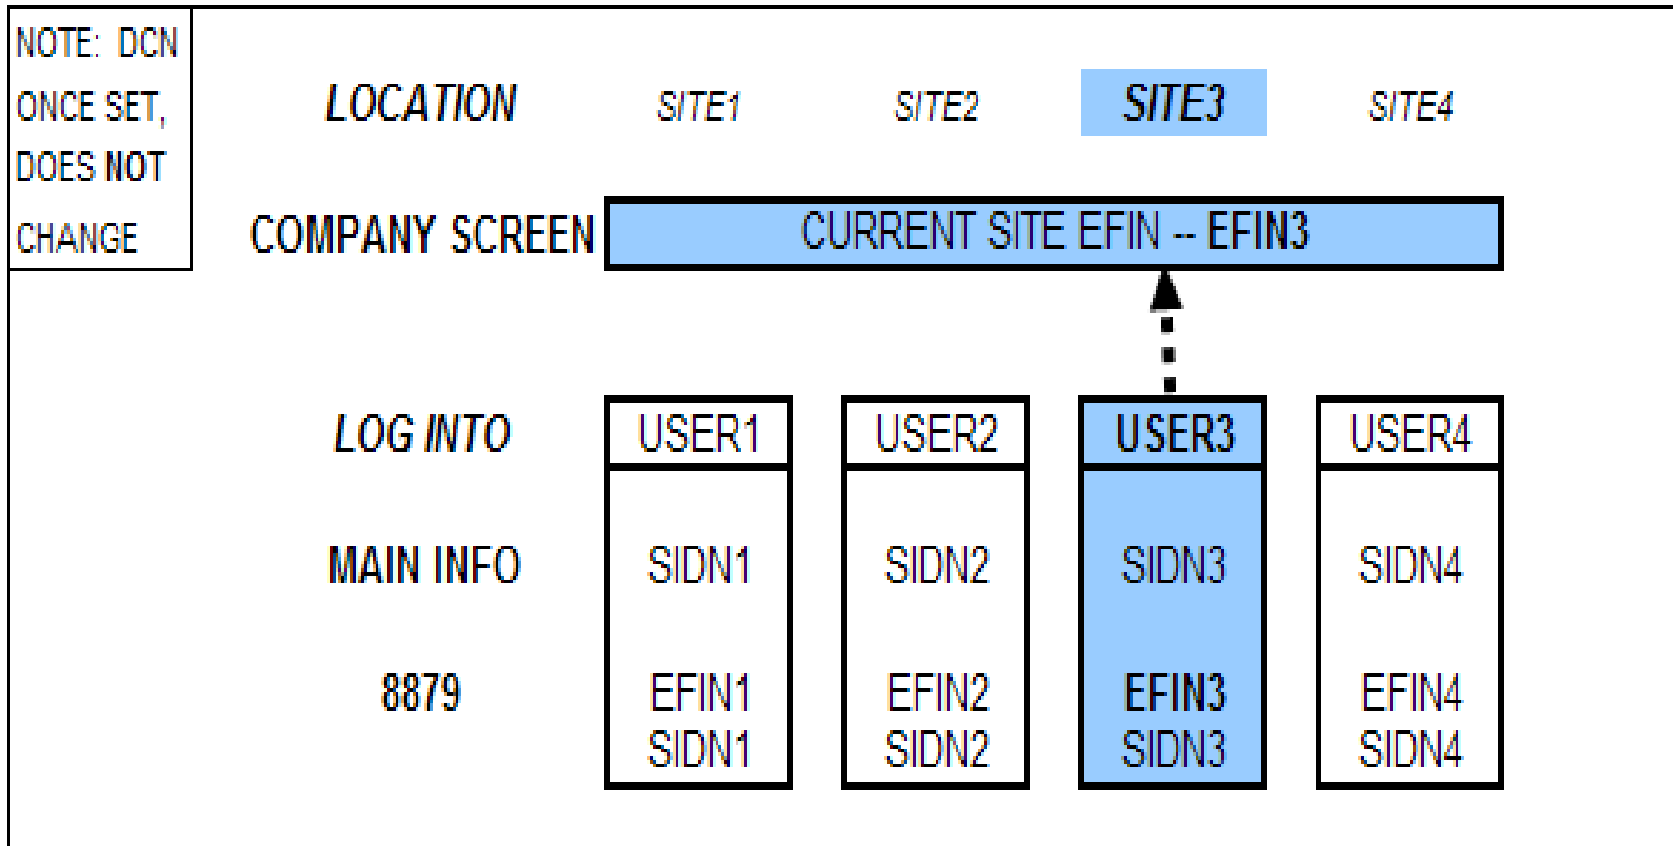 NOTE: DCN
ONCE SET,
DOES NOT
CHANGE
LOCATION SITE1 SITE2 SITE3 SITE4
COMPANY SCREEN CURRENT SITE EFIN -- EFIN3
LOG INTO USER1 USER2 USER3 USER4
MAIN INFO SIDN1 SIDN2 SIDN3 SIDN4
8879 EFIN1 EFIN2 EFIN3 EFIN4
SIDN1 SIDN2 SIDN3 SIDN4